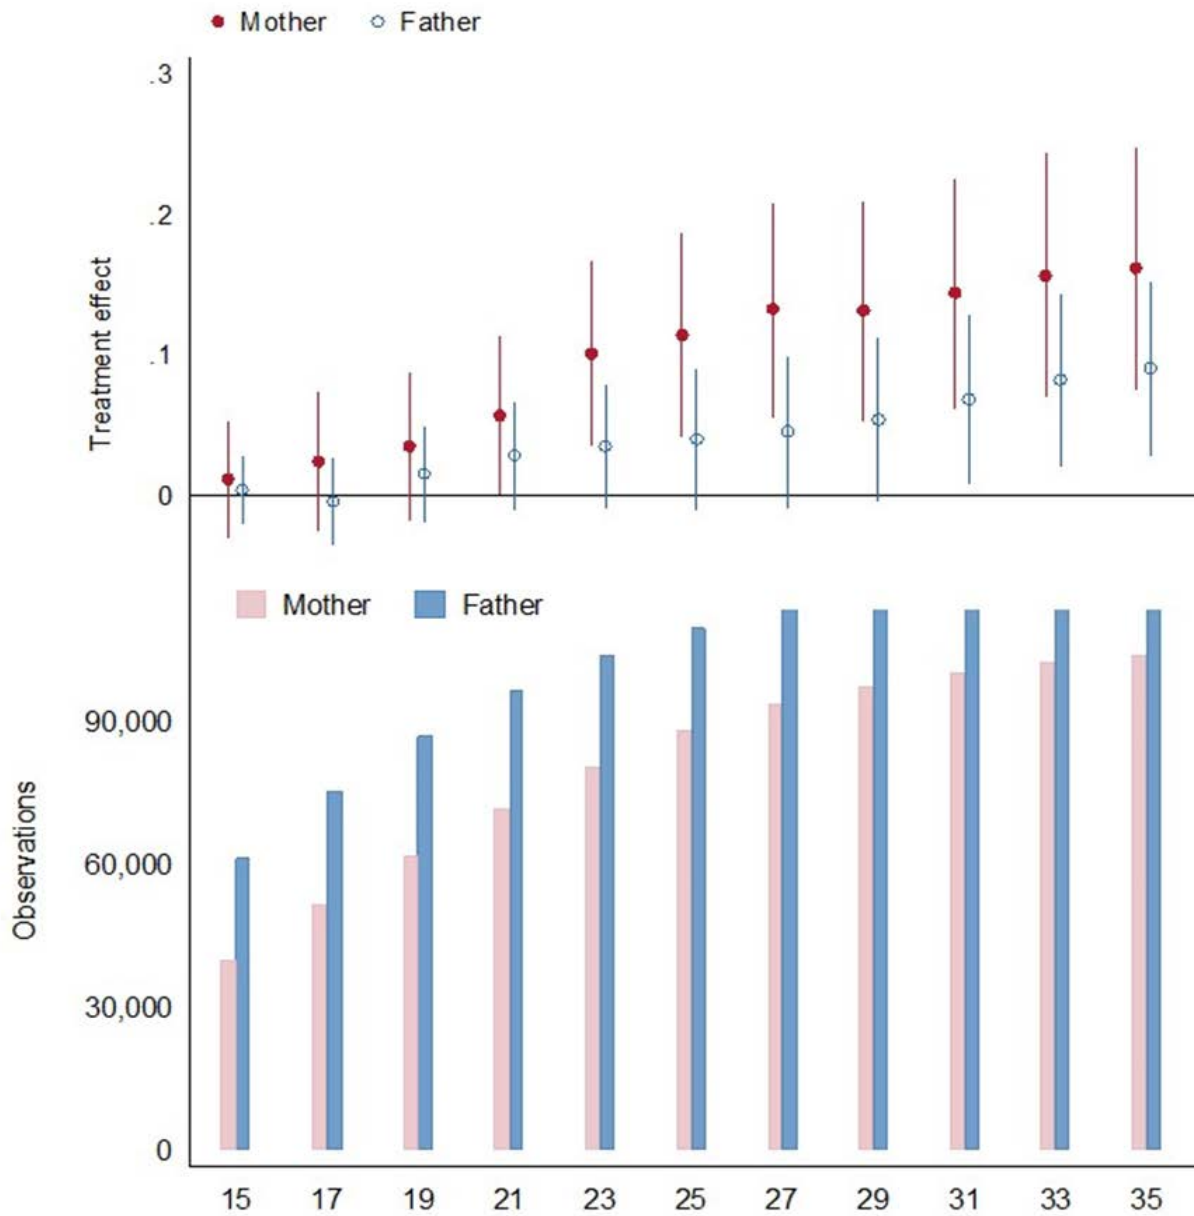 Mother Father
.3
.2
.1
0
Treatment effect
Mother Father
90,000
60,000
30,000
0
Observations
15 17 19 21 23 25 27 29 31 33 35